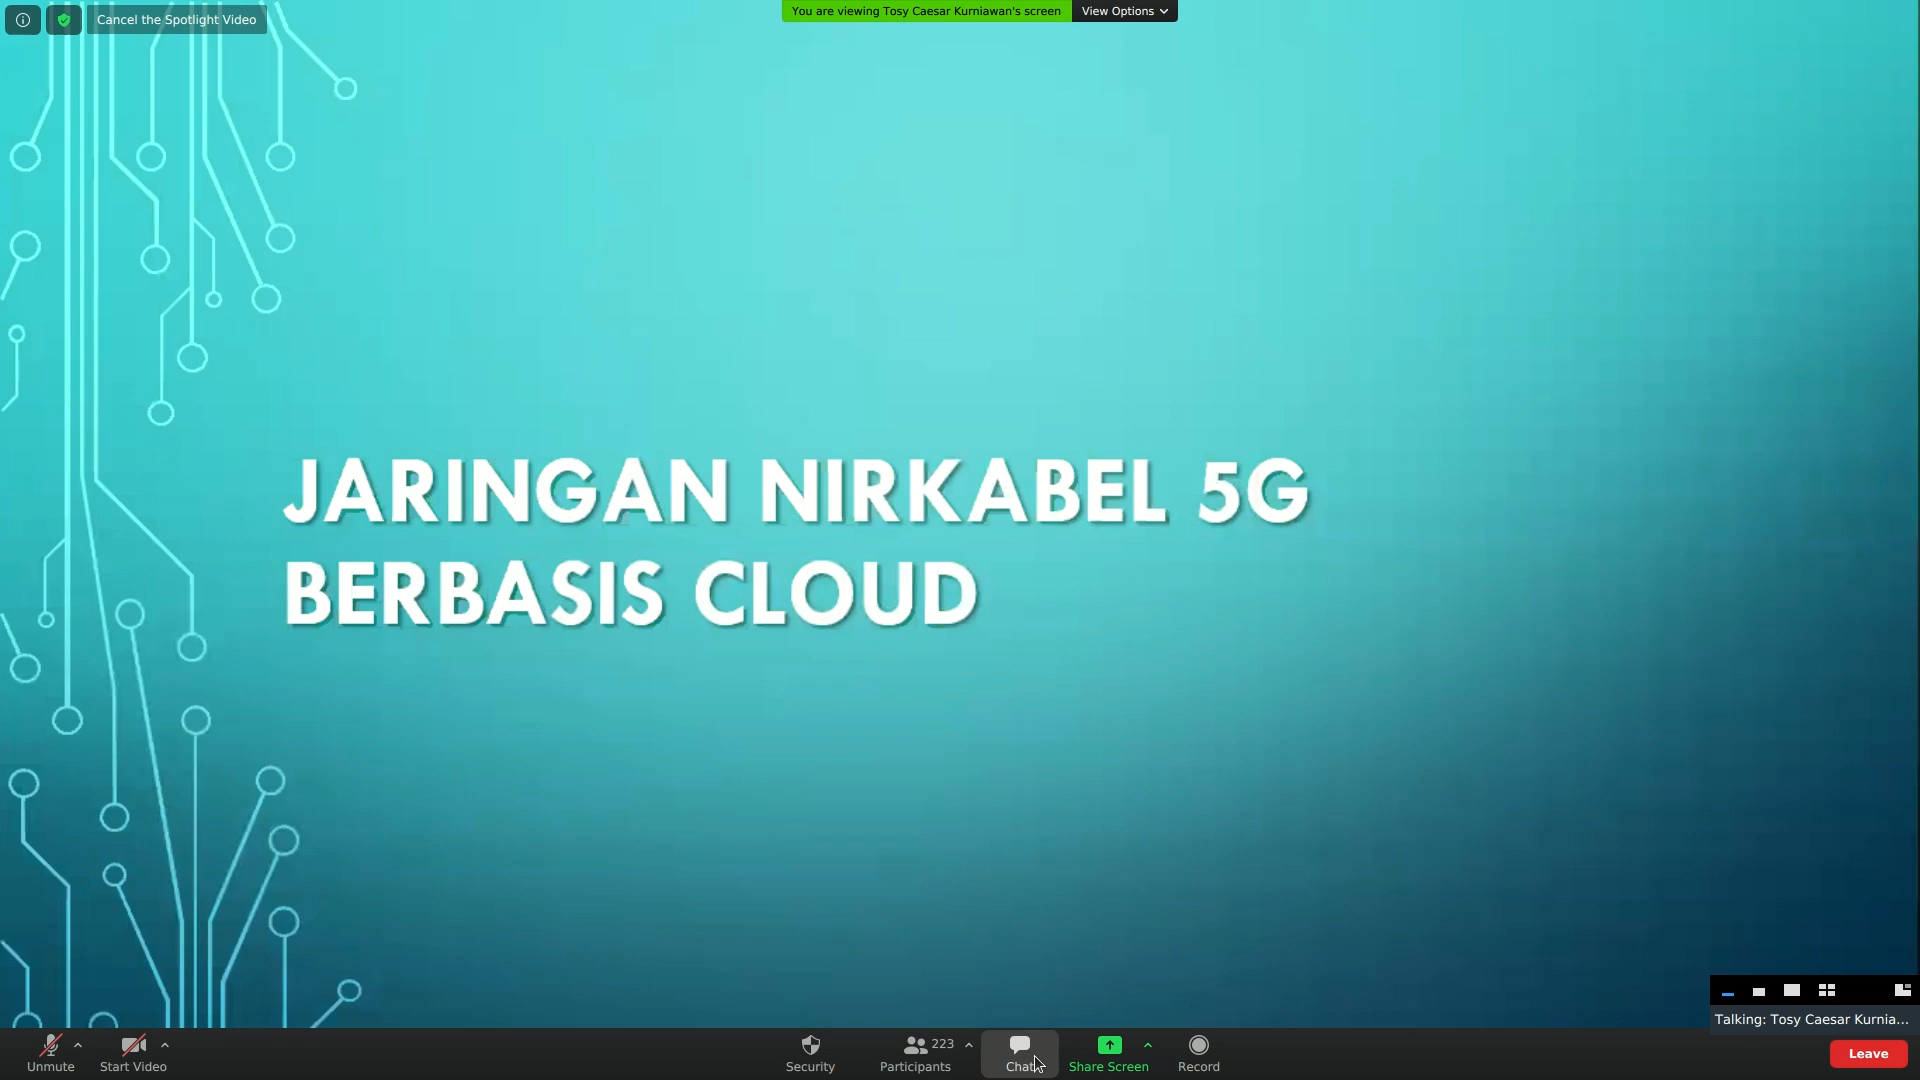 Cancel the Spotlight Video
You are viewing Tosy Caesar Kurniawan's screen View Options
JARINGAN NIRKABEL 5G
BERBASIS CLOUD
Talking: Tosy Caesar Kurnia...
Unmute Start Video Security Participants 223 Chat Share Screen Record Leave